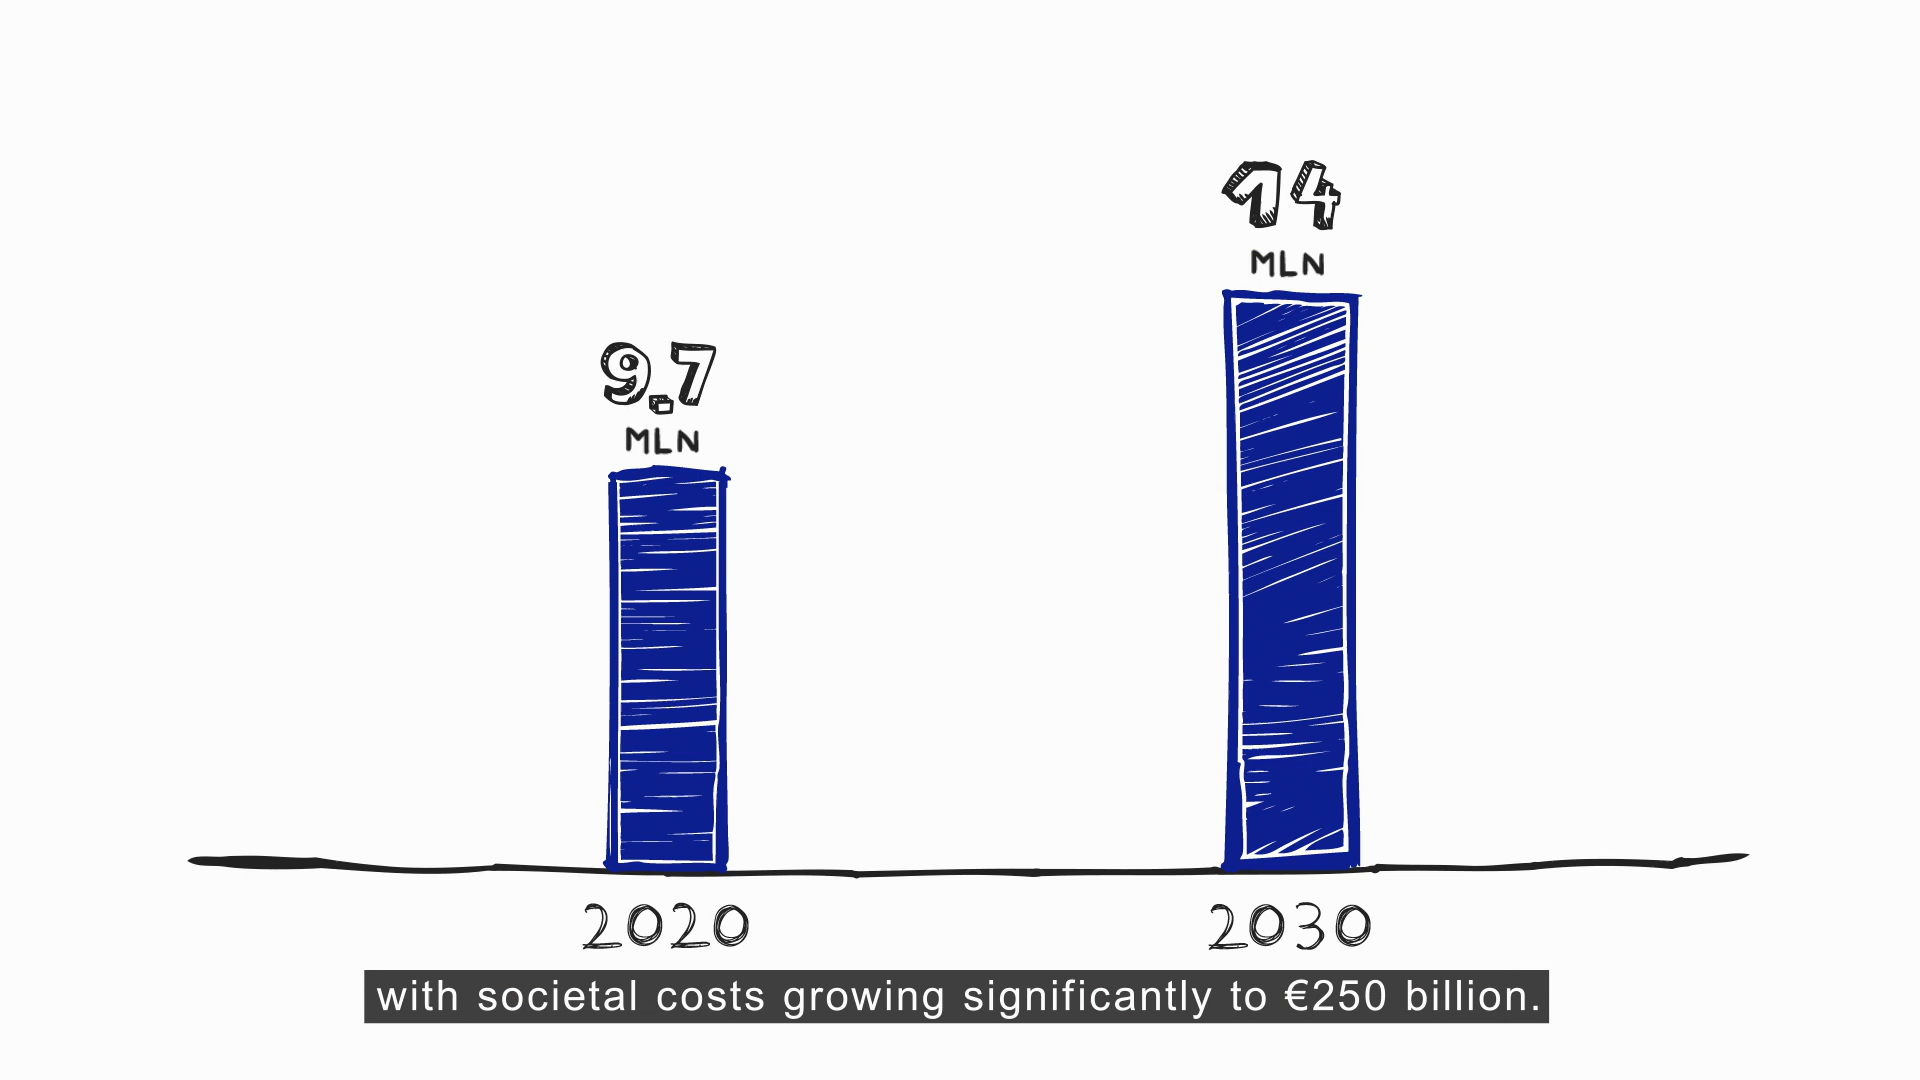 14
MLN
9.7
MLN
2020 2030
with societal costs growing significantly to €250 billion.